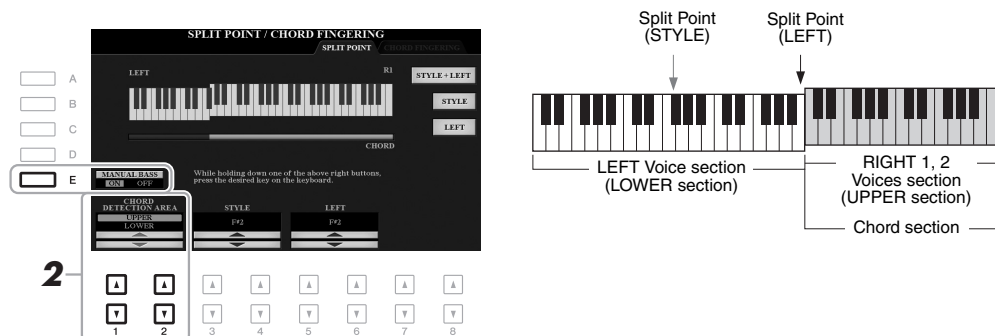 SPLIT POINT / CHORD FINGERING
SPLIT POINT
CHORD FINGERING
LEFT
R1
STYLE + LEFT
STYLE
LEFT
CHORD
A
B
C
D
E
MANUAL BASS
ON OFF
While holding down one of the above right buttons,
press the desired key on the keyboard.
CHORD
DETECTION AREA
UPPER
LOWER
STYLE
F#2
LEFT
F#2
2
1 2 3 4 5 6 7 8
Split Point
(STYLE)
Split Point
(LEFT)
LEFT Voice section
(LOWER section)
RIGHT 1, 2
Voices section
(UPPER section)
Chord section